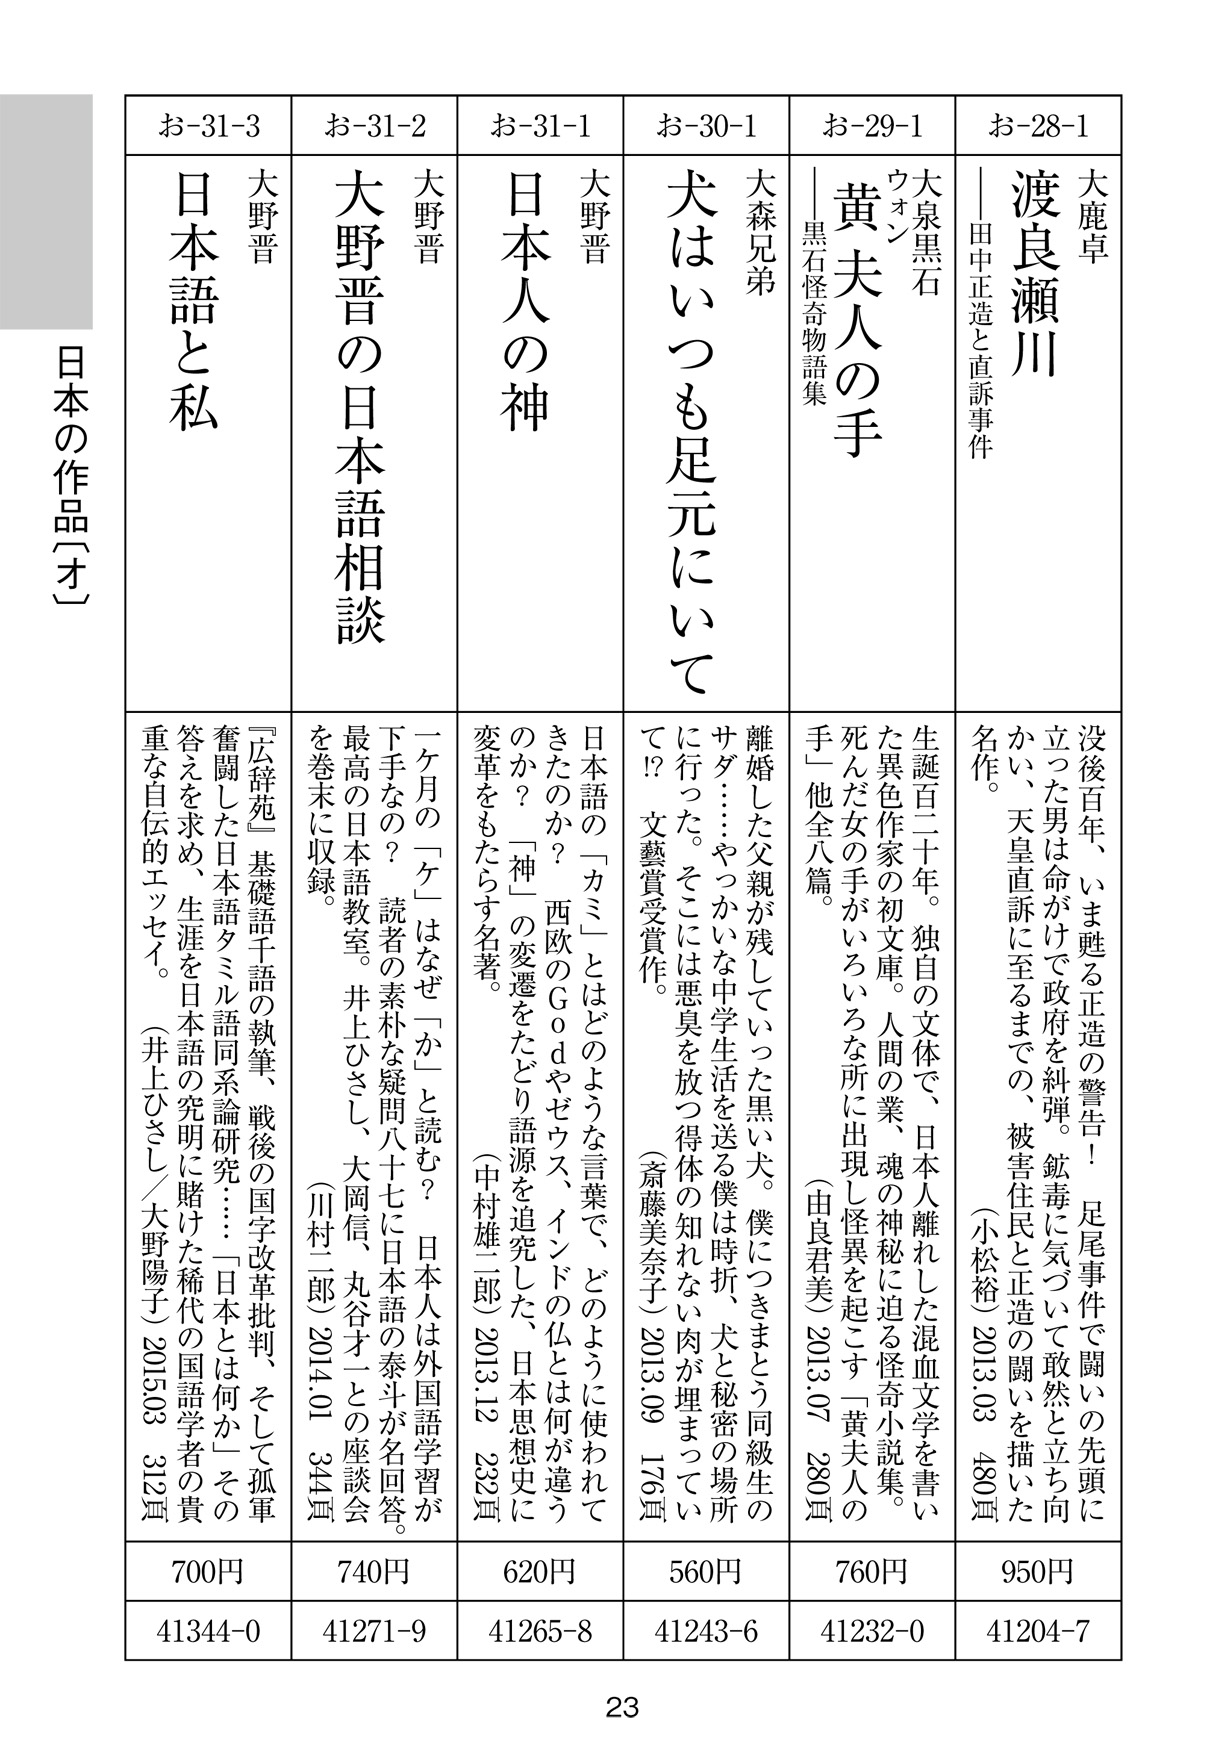 お-28-1
大鹿卓
渡良瀬川
──田中正造と直訴事件
没後百年、いま甦る正造の警告！　足尾事件で闘いの先頭に
立った男は命がけで政府を糾弾。鉱毒に気づいて敢然と立ち向
かい、天皇直訴に至るまでの、被害住民と正造の闘いを描いた
名作。　（小松裕）2013.03　480頁
950円
41204-7
お-29-1
大泉黒石
ウォン
黄夫人の手
──黒石怪奇物語集
生誕百二十年。独自の文体で、日本人離れした混血文学を書い
た異色作家の初文庫。人間の業、魂の神秘に迫る怪奇小説集。
死んだ女の手がいろいろな所に出現し怪異を起こす「黄夫人の
手」他全八篇。　（由良君美）2013.07　280頁
760円
41232-0
お-30-1
大森兄弟
犬はいつも足元にいて
離婚した父親が残していった黒い犬。僕につきまとう同級生の
サダ……やっかいな中学生活を送る僕は時折、犬と秘密の場所
に行った。そこには悪臭を放つ得体の知れない肉が埋まってい
て!?　文藝賞受賞作。　（斎藤美奈子）2013.09　176頁
560円
41243-6
お-31-1
大野晋
日本人の神
日本語の「カミ」とはどのような言葉で、どのように使われて
きたのか？　西欧のGodやゼウス、インドの仏とは何が違う
のか？　「神」の変遷をたどり語源を追究した、日本思想史に
変革をもたらす名著。　（中村雄二郎）2013.12　232頁
620円
41265-8
お-31-2
大野晋
大野晋の日本語相談
一ケ月の「ケ」はなぜ「か」と読む？　日本人は外国語学習が
下手なの？　読者の素朴な疑問八十七に日本語の泰斗が名回答。
最高の日本語教室。井上ひさし、大岡信、丸谷才一との座談会
を巻末に収録。　（川村二郎）2014.01　344頁
740円
41271-9
お-31-3
大野晋
日本語と私
『広辞苑』基礎語千語の執筆、戦後の国字改革批判、そして孤軍
奮闘した日本語タミル語同系論研究……「日本とは何か」その
答えを求め、生涯を日本語の究明に賭けた稀代の国語学者の貴
重な自伝的エッセイ。　（井上ひさし／大野陽子）2015.03　312頁
700円
41344-0
日本の作品〔オ〕
23